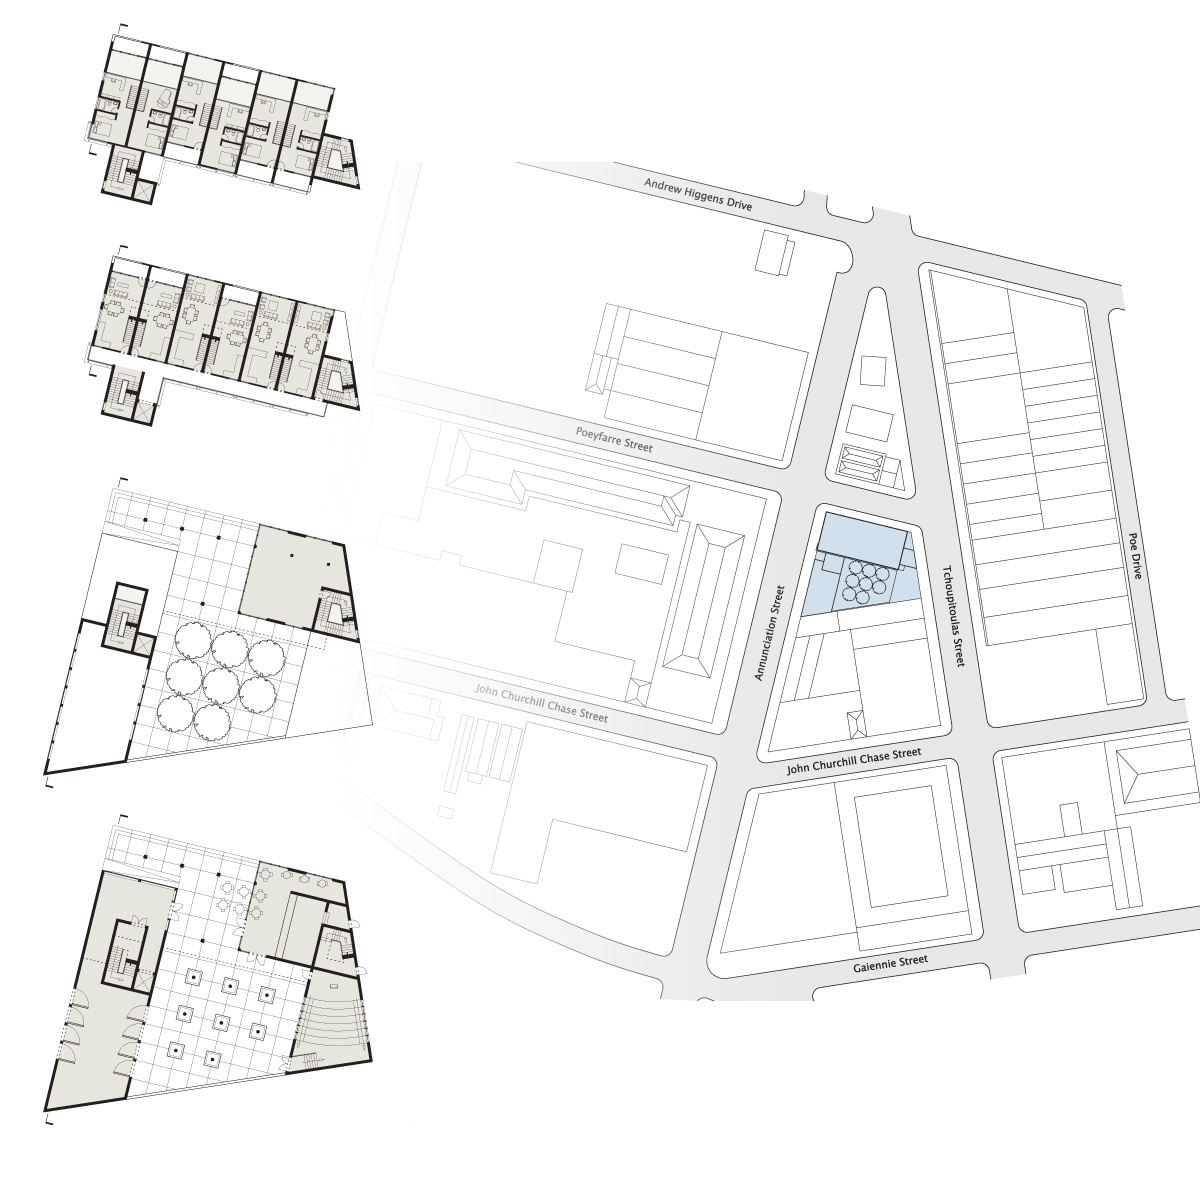 Andrew Higgens Drive
Poeyfarre Street
Poe Drive
Tchoupitoulas Street
Annunciation Street
John Churchill Chase Street
John Churchill Chase Street
Gaiennie Street